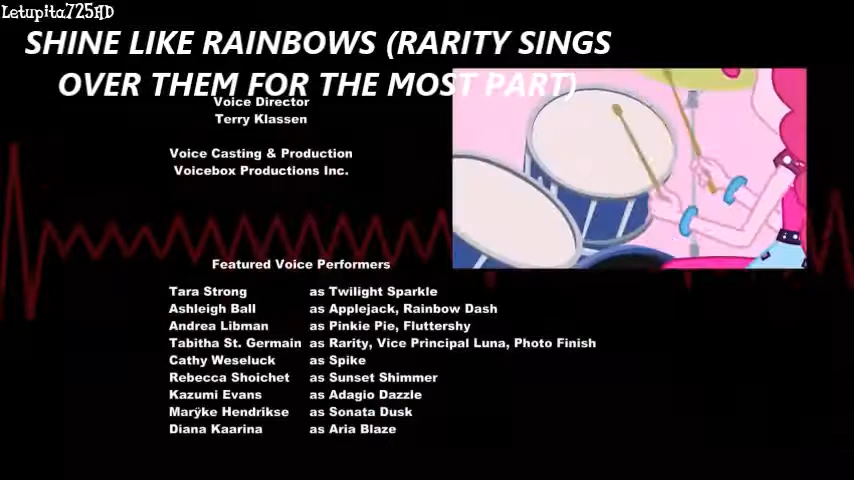 Letupita725HD
SHINE LIKE RAINBOWS (RARITY SINGS
OVER THEM FOR THE MOST PART)
Voice Director
Terry Klassen
Voice Casting & Production
Voicebox Productions Inc.
Featured Voice Performers
Tara Strong as Twilight Sparkle
Ashleigh Ball as Applejack, Rainbow Dash
Andrea Libman as Pinkie Pie, Fluttershy
Tabitha St. Germain as Rarity, Vice Principal Luna, Photo Finish
Cathy Weseluck as Spike
Rebecca Shoichet as Sunset Shimmer
Kazumi Evans as Adagio Dazzle
Marÿke Hendrikse as Sonata Dusk
Diana Kaarina as Aria Blaze